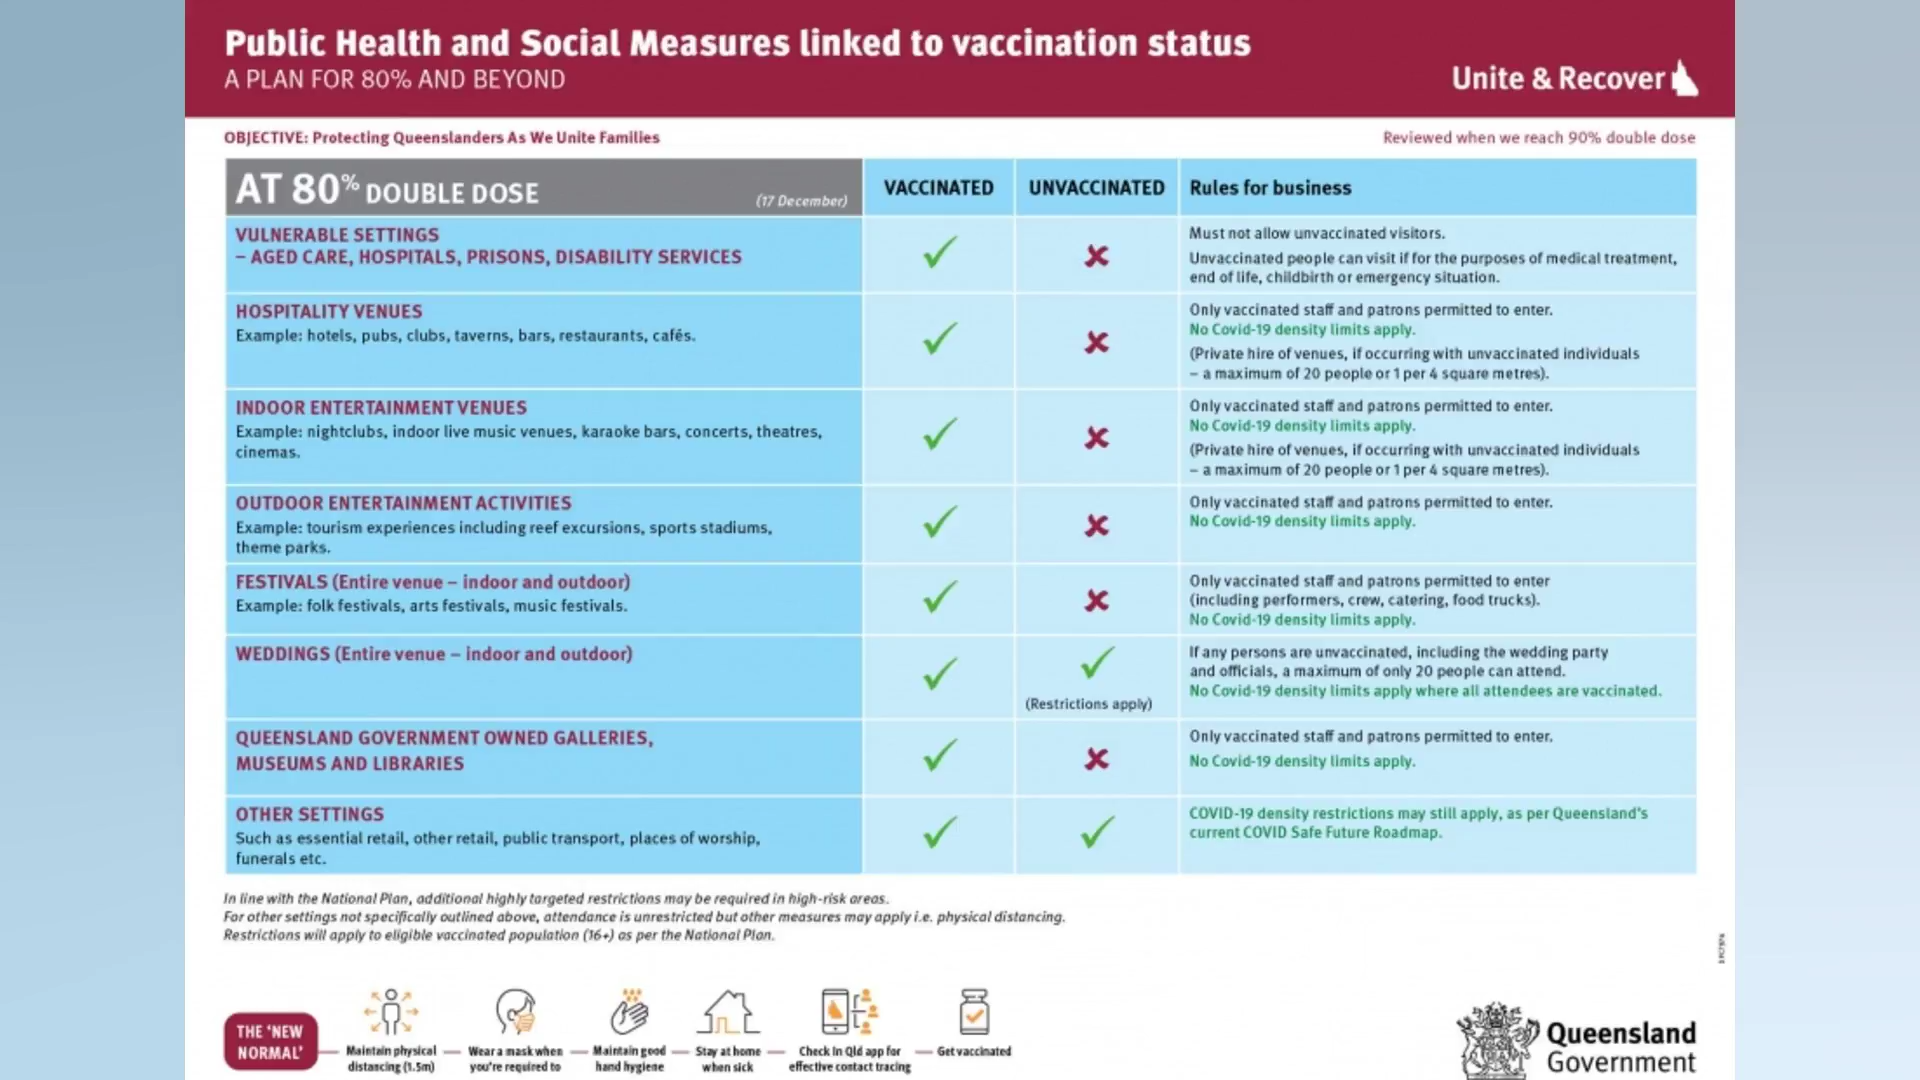 Public Health and Social Measures linked to vaccination status
A PLAN FOR 80% AND BEYOND
Unite & Recover
OBJECTIVE: Protecting Queenslanders As We Unite Families
Reviewed when we reach 90% double dose
AT 80% DOUBLE DOSE
(17 December)
VACCINATED
UNVACCINATED
Rules for business
VULNERABLE SETTINGS
– AGED CARE, HOSPITALS, PRISONS, DISABILITY SERVICES
Must not allow unvaccinated visitors.
Unvaccinated people can visit if for the purposes of medical treatment,
end of life, childbirth or emergency situation.
HOSPITALITY VENUES
Example: hotels, pubs, clubs, taverns, bars, restaurants, cafés.
Only vaccinated staff and patrons permitted to enter.
No Covid-19 density limits apply.
(Private hire of venues, if occurring with unvaccinated individuals
– a maximum of 20 people or 1 per 4 square metres).
INDOOR ENTERTAINMENT VENUES
Example: nightclubs, indoor live music venues, karaoke bars, concerts, theatres,
cinemas.
Only vaccinated staff and patrons permitted to enter.
No Covid-19 density limits apply.
(Private hire of venues, if occurring with unvaccinated individuals
– a maximum of 20 people or 1 per 4 square metres).
OUTDOOR ENTERTAINMENT ACTIVITIES
Example: tourism experiences including reef excursions, sports stadiums,
theme parks.
Only vaccinated staff and patrons permitted to enter.
No Covid-19 density limits apply.
FESTIVALS (Entire venue – indoor and outdoor)
Example: folk festivals, arts festivals, music festivals.
Only vaccinated staff and patrons permitted to enter
(including performers, crew, catering, food trucks).
No Covid-19 density limits apply.
WEDDINGS (Entire venue – indoor and outdoor)
(Restrictions apply)
If any persons are unvaccinated, including the wedding party
and officials, a maximum of only 20 people can attend.
No Covid-19 density limits apply where all attendees are vaccinated.
QUEENSLAND GOVERNMENT OWNED GALLERIES,
MUSEUMS AND LIBRARIES
Only vaccinated staff and patrons permitted to enter.
No Covid-19 density limits apply.
OTHER SETTINGS
Such as essential retail, other retail, public transport, places of worship,
funerals etc.
COVID-19 density restrictions may still apply, as per Queensland's
current COVID Safe Future Roadmap.
In line with the National Plan, additional highly targeted restrictions may be required in high-risk areas.
For other settings not specifically outlined above, attendance is unrestricted but other measures may apply i.e. physical distancing.
Restrictions will apply to eligible vaccinated population (16+) as per the National Plan.
THE 'NEW
NORMAL'
Maintain physical
distancing (1.5m)
Wear a mask when
you're required to
Maintain good
hand hygiene
Stay at home
when sick
Check In Qld app for
effective contact tracing
Get vaccinated
Queensland
Government